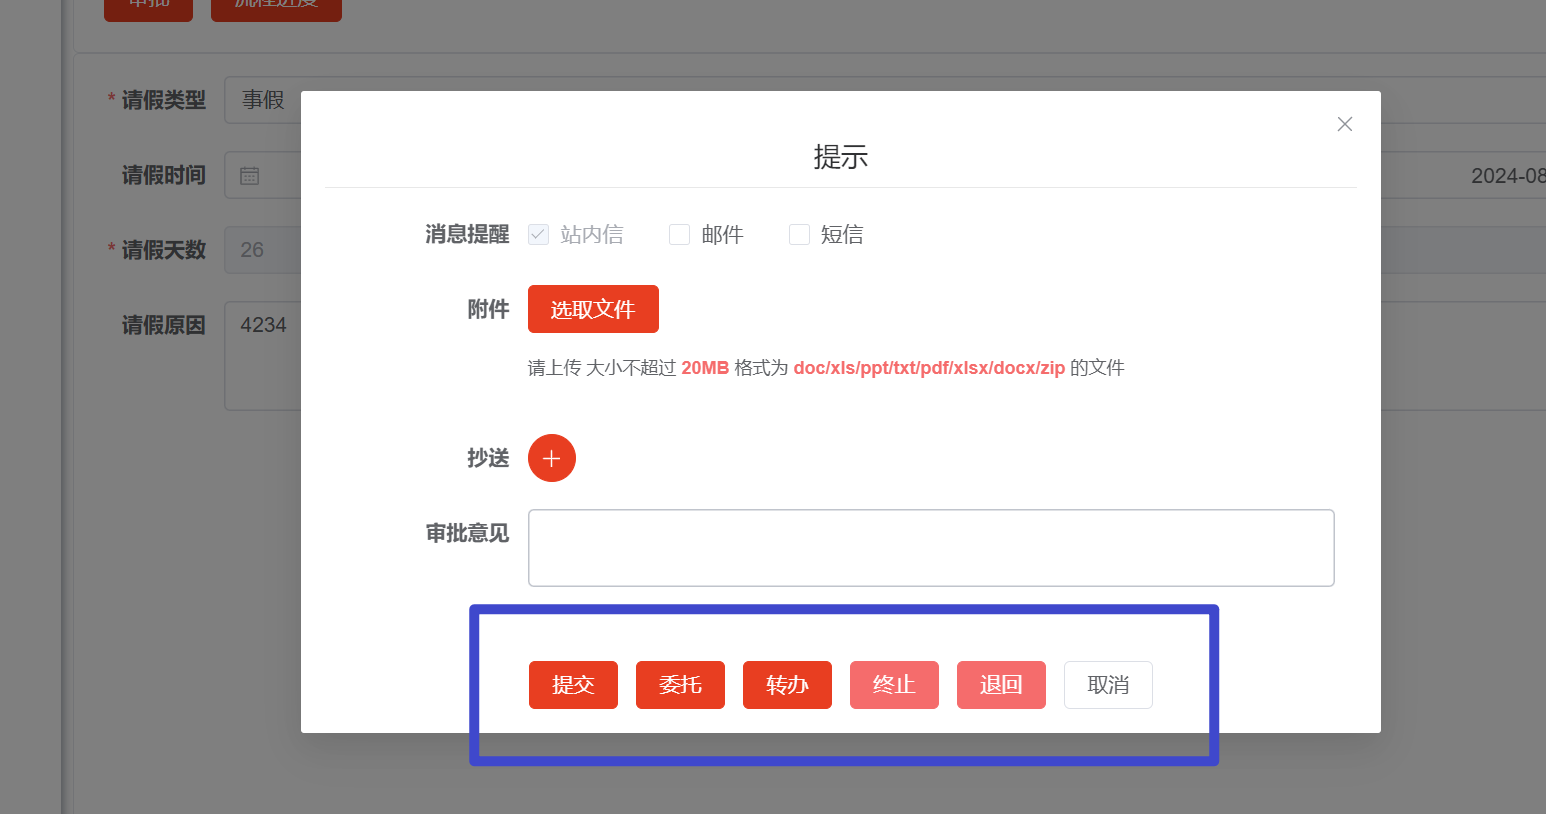 审批 流程进度
* 请假类型 事假
请假时间 2024-08
* 请假天数 26
请假原因 4234
提示
消息提醒 站内信 邮件 短信
附件 选取文件
请上传 大小不超过 20MB 格式为 doc/xls/ppt/txt/pdf/xlsx/docx/zip 的文件
抄送
审批意见
提交 委托 转办 终止 退回 取消